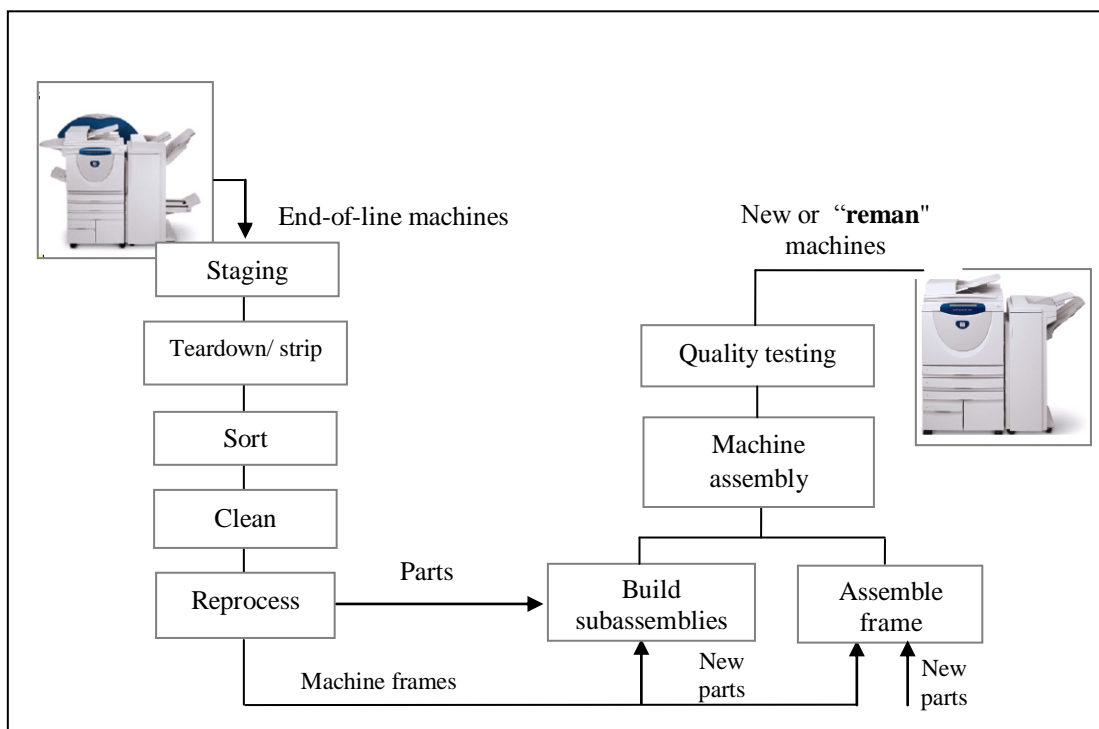 End-of-line machines
Staging
Teardown/ strip
Sort
Clean
Reprocess
Parts
Machine frames
New or “reman"
machines
Quality testing
Machine
assembly
Build
subassemblies
Assemble
frame
New
parts
New
parts